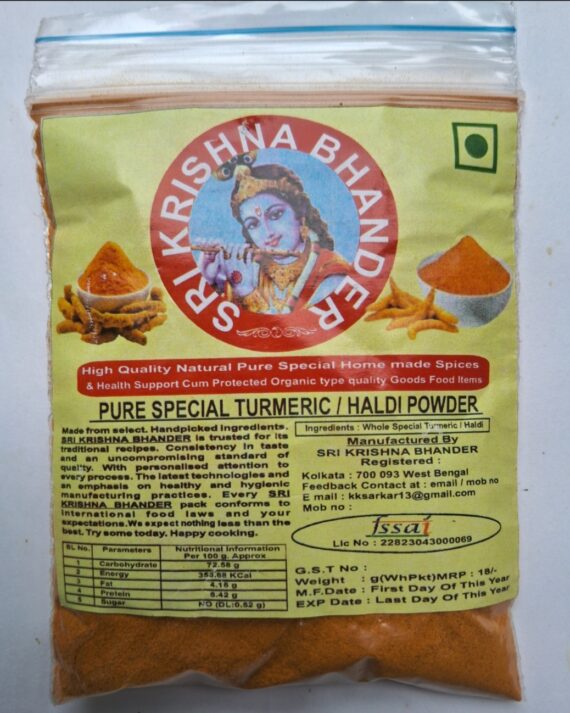 SRI KRISHNA BHANDER
High Quality Natural Pure Special Home made Spices
& Health Support Cum Protected Organic type quality Goods Food Items
PURE SPECIAL TURMERIC / HALDI POWDER
Made from select. Handpicked ingredients.
SRI KRISHNA BHANDER is trusted for its
traditional recipes. Consistency in taste
and an uncompromising standard of
quality. With personalised attention to
every process. The latest technologies and
an emphasis on healthy and hygienic
manufacturing practices. Every SRI
KRISHNA BHANDER pack conforms to
international food laws and your
expectations. We expect nothing less than the
best. Try some today. Happy cooking.
SL No. Parameters Nutritional Information Per 100 g. Approx
1 Carbohydrate 72.58 g
2 Energy KCal
3 Fat 4.15 g
4 Protein 6.42 g
5 Sugar ND (DL:0.62 g)
Ingredients : Whole Special Turmeric / Haldi
Manufactured By
SRI KRISHNA BHANDER
Registered :
Kolkata : 700 093 West Bengal
Feedback Contact at : email / mob no
E mail : kksarkar13@gmail.com
Mob no :
fssai
Lic No : 22823043000069
G.S.T No :
Weight : g(WhPkt)MRP : 18/-
M.F.Date : First Day Of This Year
EXP Date : Last Day Of This Year